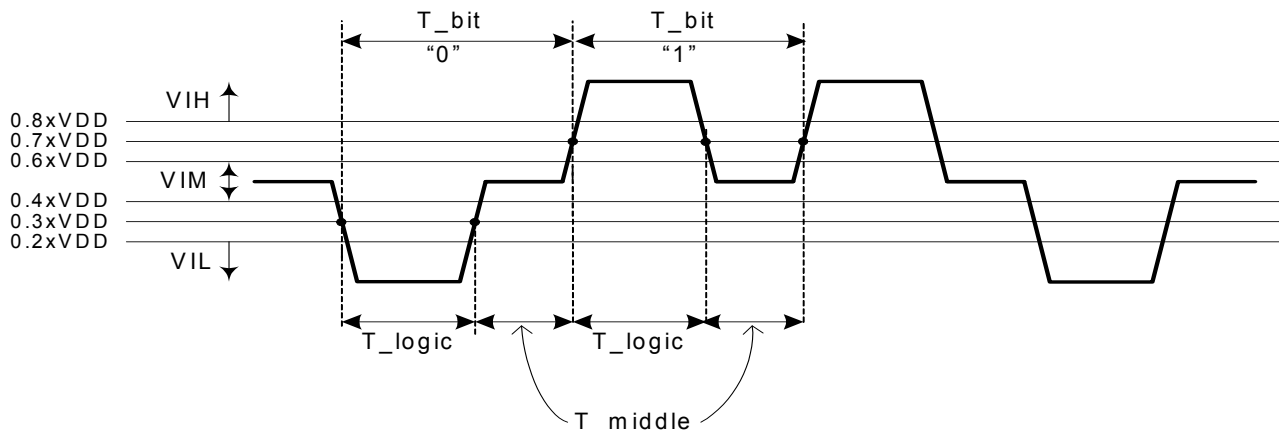 T_bit T_bit
“0” “1”
VIH
0.8xVDD
0.7xVDD
0.6xVDD
VIM
0.4xVDD
0.3xVDD
0.2xVDD
VIL
T_logic T_logic
T middle